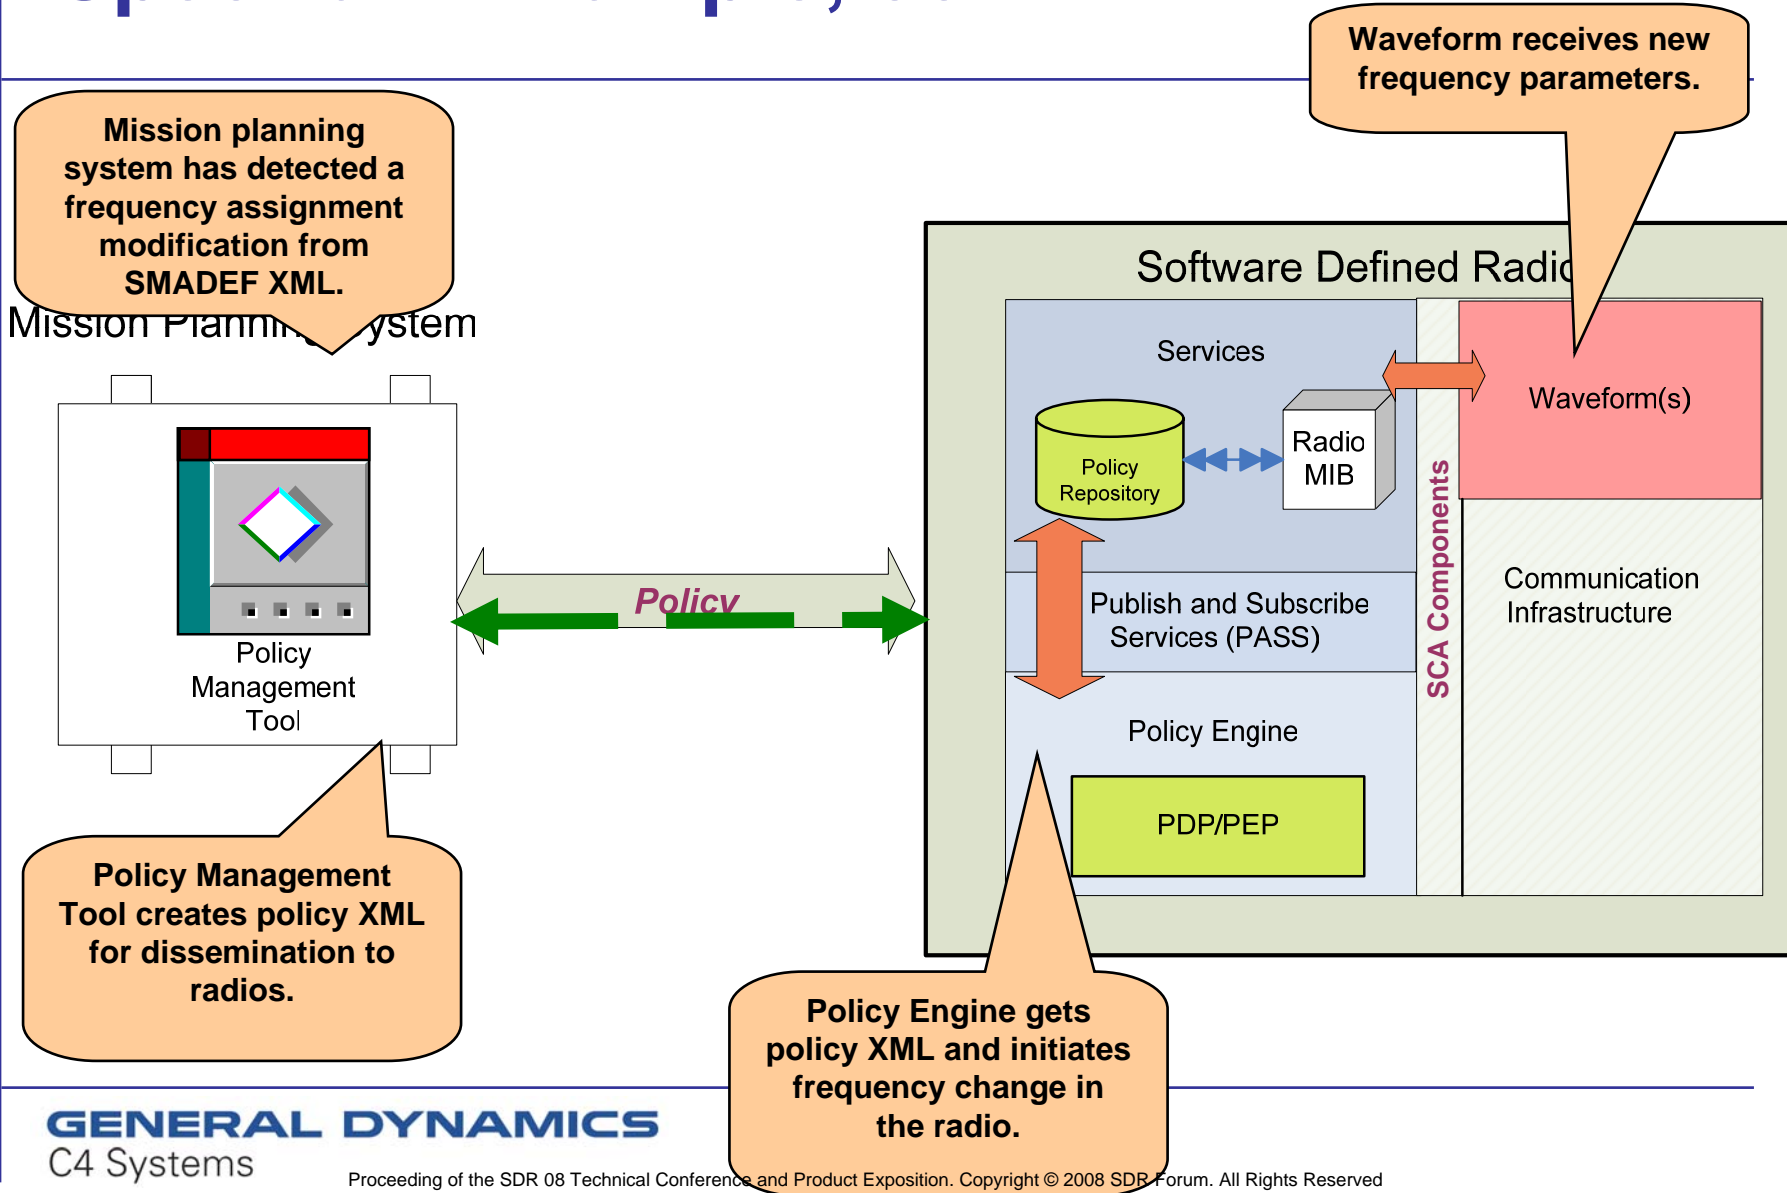 Waveform receives new
frequency parameters.
Mission planning
system has detected a
frequency assignment
modification from
SMADEF XML.
Mission Planning System
Software Defined Radio
Services
Waveform(s)
Policy
Repository
Radio
MIB
SCA Components
Communication
Infrastructure
Policy
Publish and Subscribe
Services (PASS)
Policy
Management
Tool
Policy Engine
PDP/PEP
Policy Management
Tool creates policy XML
for dissemination to
radios.
Policy Engine gets
policy XML and initiates
frequency change in
the radio.
GENERAL DYNAMICS
C4 Systems
Proceeding of the SDR 08 Technical Conference and Product Exposition. Copyright © 2008 SDR Forum. All Rights Reserved